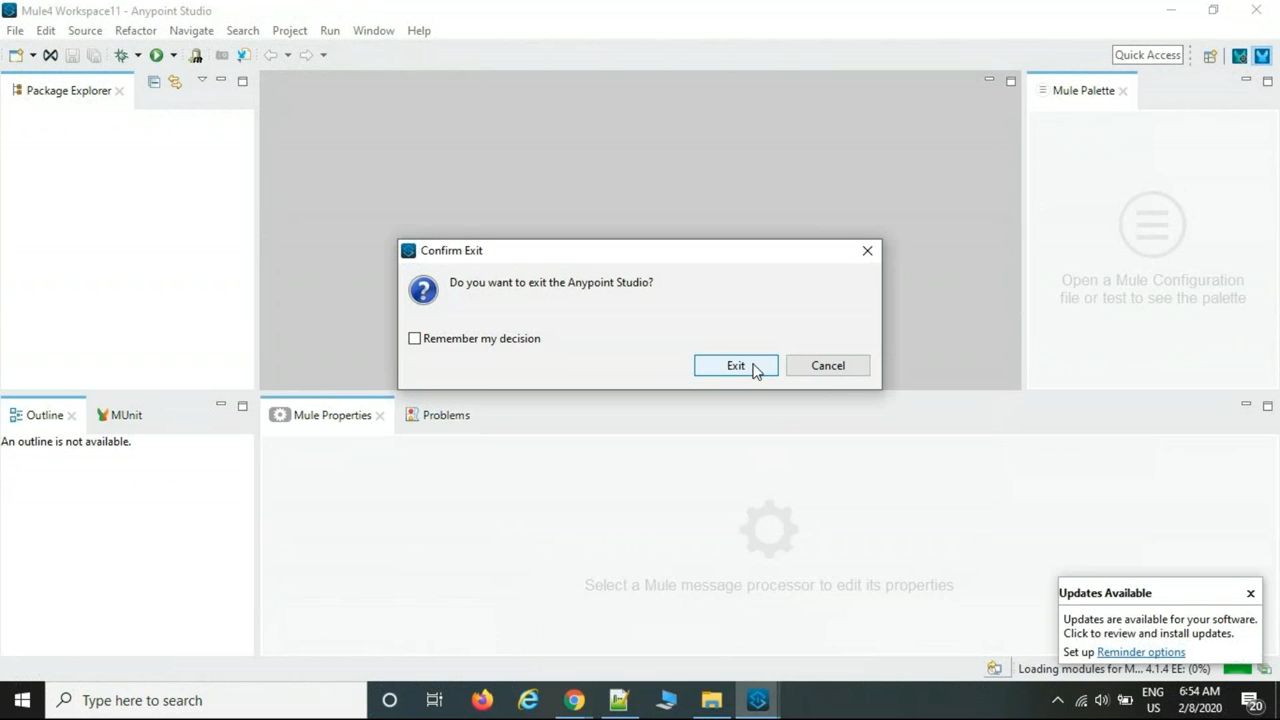 Mule4 Workspace11 - Anypoint Studio
File Edit Source Refactor Navigate Search Project Run Window Help
Quick Access
Package Explorer
Mule Palette
Open a Mule Configuration
file or test to see the palette
Confirm Exit
Do you want to exit the Anypoint Studio?
Remember my decision
Exit Cancel
Outline MUnit
An outline is not available.
Mule Properties Problems
Select a Mule message processor to edit its properties
Updates Available
Updates are available for your software.
Click to review and install updates.
Set up Reminder options
Loading modules for M... 4.1.4 EE: (0%)
Type here to search
ENG
US
6:54 AM
2/8/2020
20